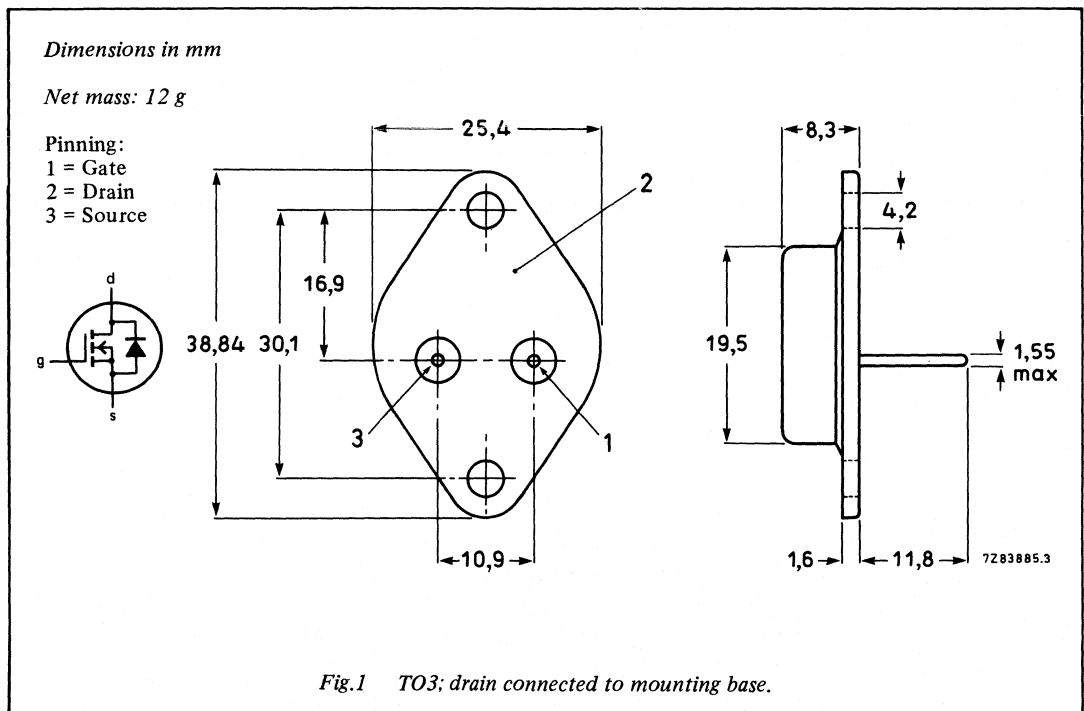 Dimensions in mm
Net mass: 12 g
Pinning:
1 = Gate
2 = Drain
3 = Source
d
g
s
25,4
2
16,9
38,84
30,1
3
1
10,9
8,3
4,2
19,5
1,55
max
1,6
11,8
7Z83885.3
Fig.1 TO3; drain connected to mounting base.